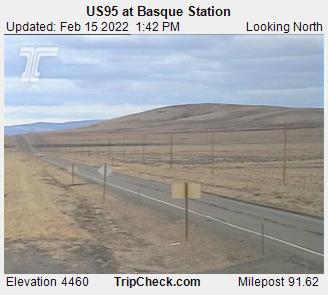 US95 at Basque Station
Updated: Feb 15 2022 1:42 PM Looking North
Elevation 4460 TripCheck.com Milepost 91.62